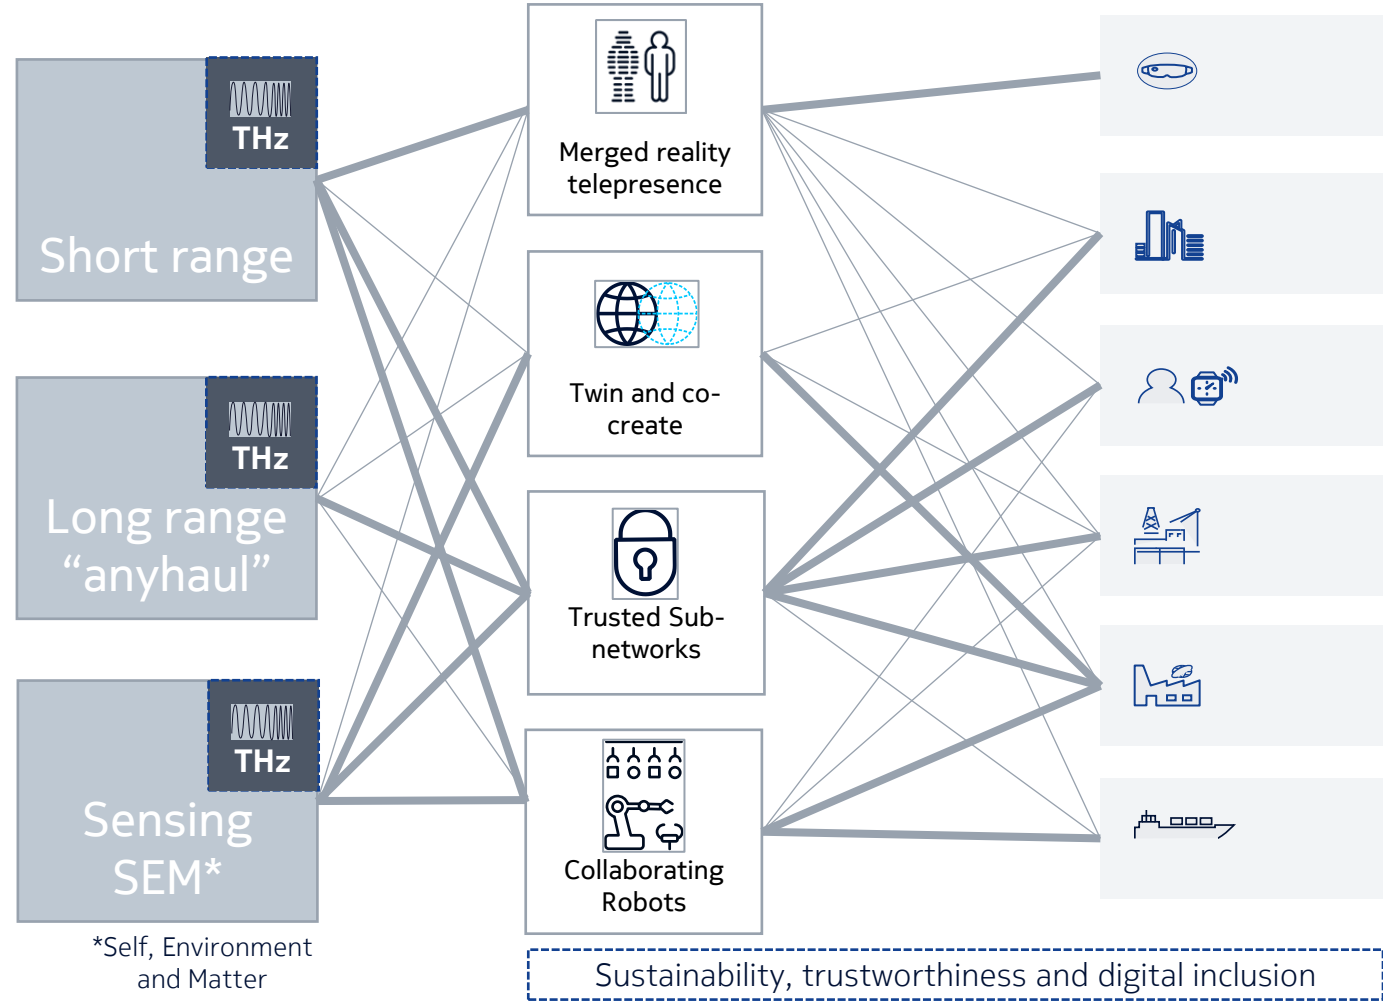 THz
Short range
THz
Long range
“anyhaul”
THz
Sensing
SEM*
*Self, Environment
and Matter
Merged reality
telepresence
Twin and co-
create
Trusted Sub-
networks
Collaborating
Robots
Sustainability, trustworthiness and digital inclusion